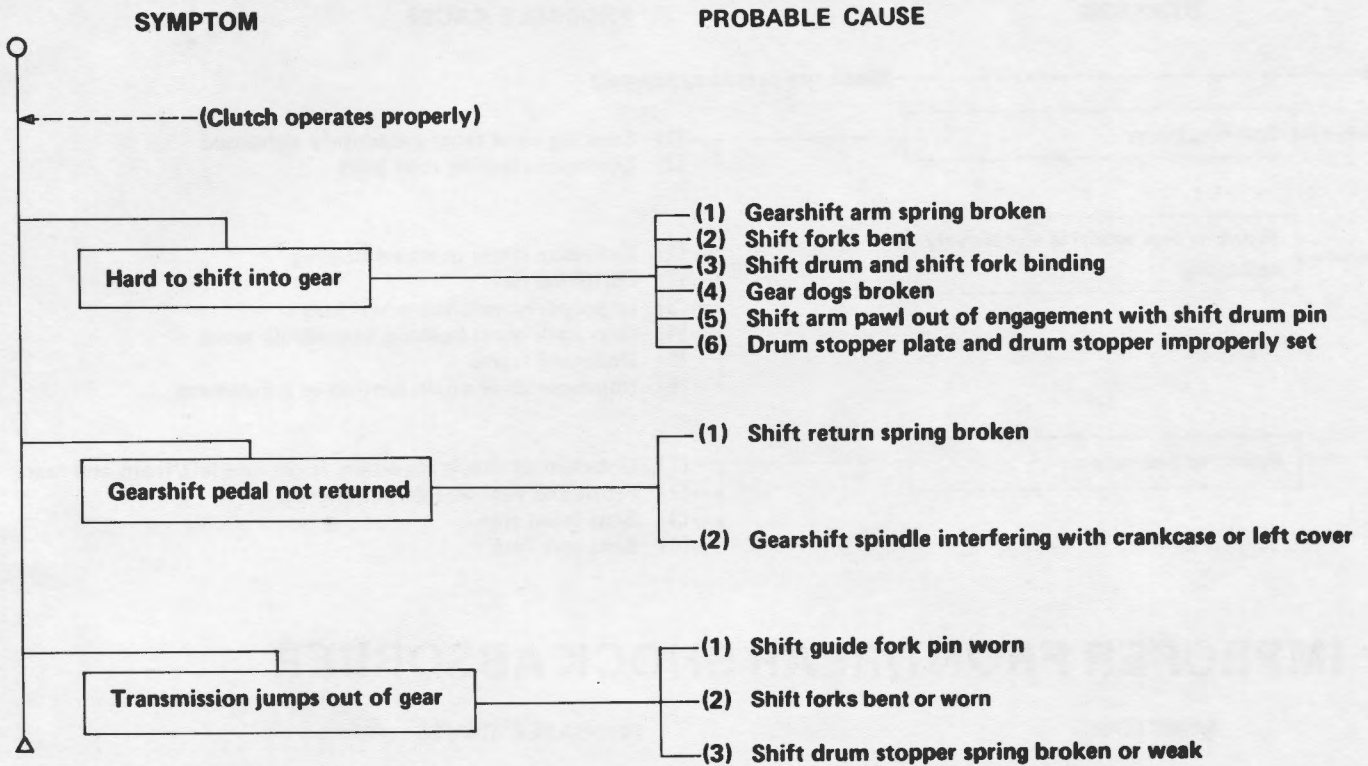 SYMPTOM
PROBABLE CAUSE
(Clutch operates properly)
Hard to shift into gear
(1) Gearshift arm spring broken
(2) Shift forks bent
(3) Shift drum and shift fork binding
(4) Gear dogs broken
(5) Shift arm pawl out of engagement with shift drum pin
(6) Drum stopper plate and drum stopper improperly set
Gearshift pedal not returned
(1) Shift return spring broken
(2) Gearshift spindle interfering with crankcase or left cover
Transmission jumps out of gear
(1) Shift guide fork pin worn
(2) Shift forks bent or worn
(3) Shift drum stopper spring broken or weak